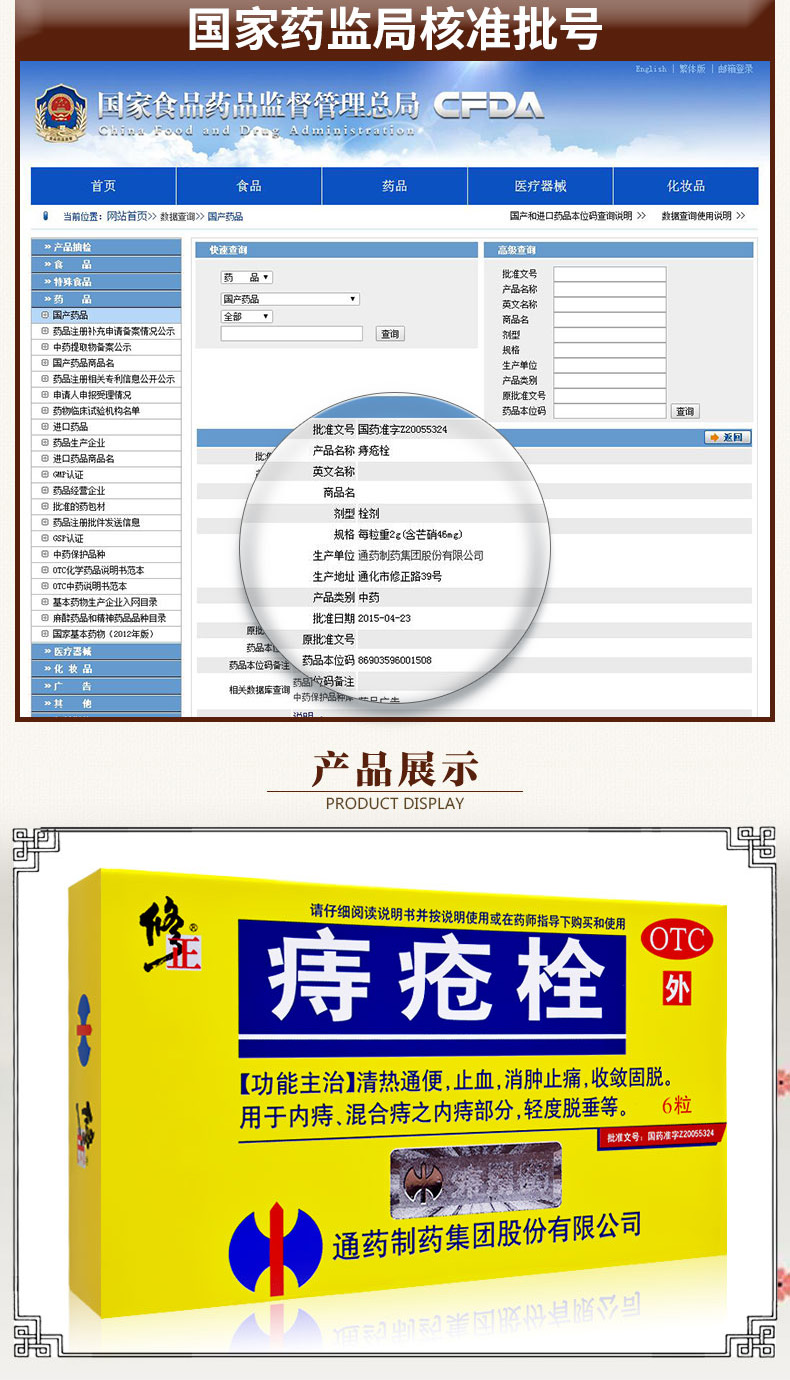 国家药监局核准批号
English | 繁体版 | 邮箱登录
国家食品药品监督管理总局 CFDA
China Food and Drug Administration
首页 食品 药品 医疗器械 化妆品
当前位置：网站首页>> 数据查询>> 国产药品 国产和进口药品本位码查询说明 >> 数据查询使用说明 >>
>> 产品抽检
>> 食 品
>> 特殊食品
>> 药 品
国产药品
药品注册补充申请备案情况公示
中药提取物备案公示
国产药品商品名
药品注册相关专利信息公开公示
申请人申报受理情况
药物临床试验机构名单
进口药品
药品生产企业
进口药品商品名
GMP认证
药品经营企业
批准的药包材
药品注册批件发送信息
GSP认证
中药保护品种
OTC化学药品说明书范本
OTC中药说明书范本
基本药物生产企业入网目录
麻醉药品和精神药品品种目录
国家基本药物（2012年版）
>> 医疗器械
>> 化 妆 品
>> 广 告
>> 其 他
快速查询
药 品
国产药品
全部
查询
高级查询
批准文号
产品名称
英文名称
商品名
剂型
规格
生产单位
产品类别
原批准文号
药品本位码 查询
返回
批准文号 国药准字Z20055324
产品名称 痔疮栓
英文名称
商品名
剂型 栓剂
规格 每粒重2g(含芒硝46mg)
生产单位 通药制药集团股份有限公司
生产地址 通化市修正路39号
产品类别 中药
批准日期 2015-04-23
原批准文号
药品本位码 86903596001508
药品本位码备注
相关数据库查询
产品展示
PRODUCT DISPLAY
修正®
请仔细阅读说明书并按说明使用或在药师指导下购买和使用
OTC
外
痔疮栓
【功能主治】清热通便,止血,消肿止痛,收敛固脱。
用于内痔、混合痔之内痔部分,轻度脱垂等。
6粒
批准文号：国药准字Z20055324
通药制药集团股份有限公司